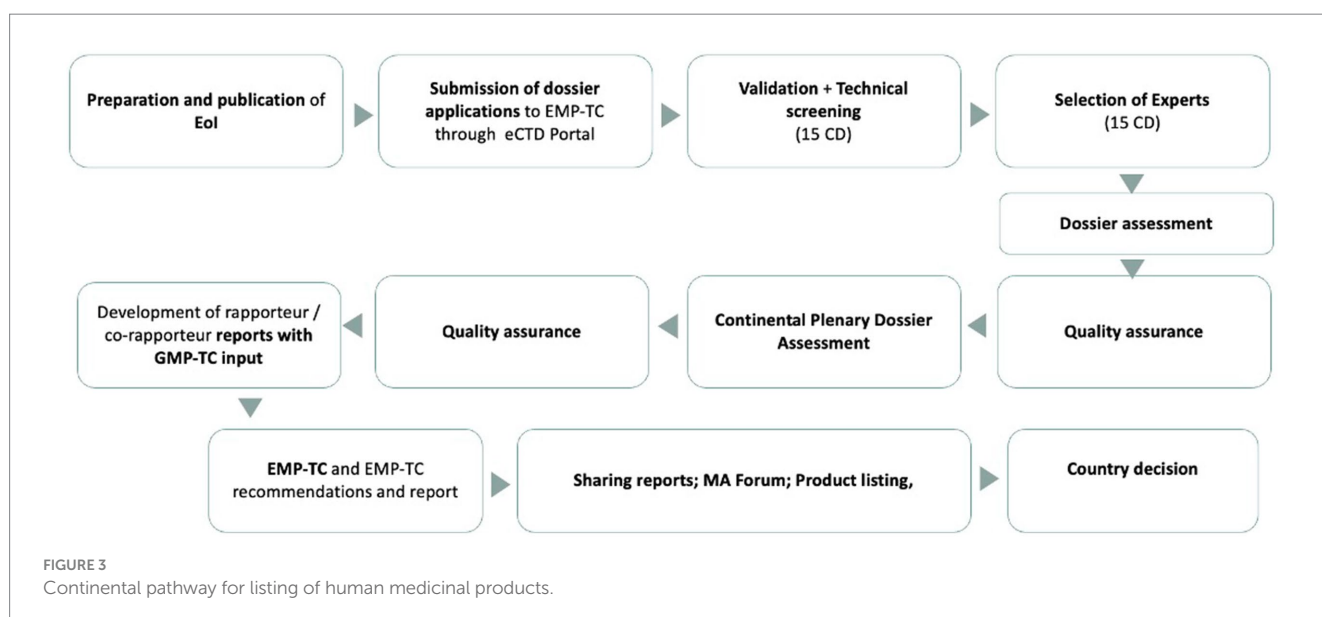 Preparation and publication of
EoI
Submission of dossier
applications to EMP-TC
through eCTD Portal
Validation + Technical
screening
(15 CD)
Selection of Experts
(15 CD)
Dossier assessment
Quality assurance
Continental Plenary Dossier
Assessment
Quality assurance
Development of rapporteur /
co-rapporteur reports with
GMP-TC input
EMP-TC and EMP-TC
recommendations and report
Sharing reports; MA Forum; Product listing,
Country decision
FIGURE 3
Continental pathway for listing of human medicinal products.